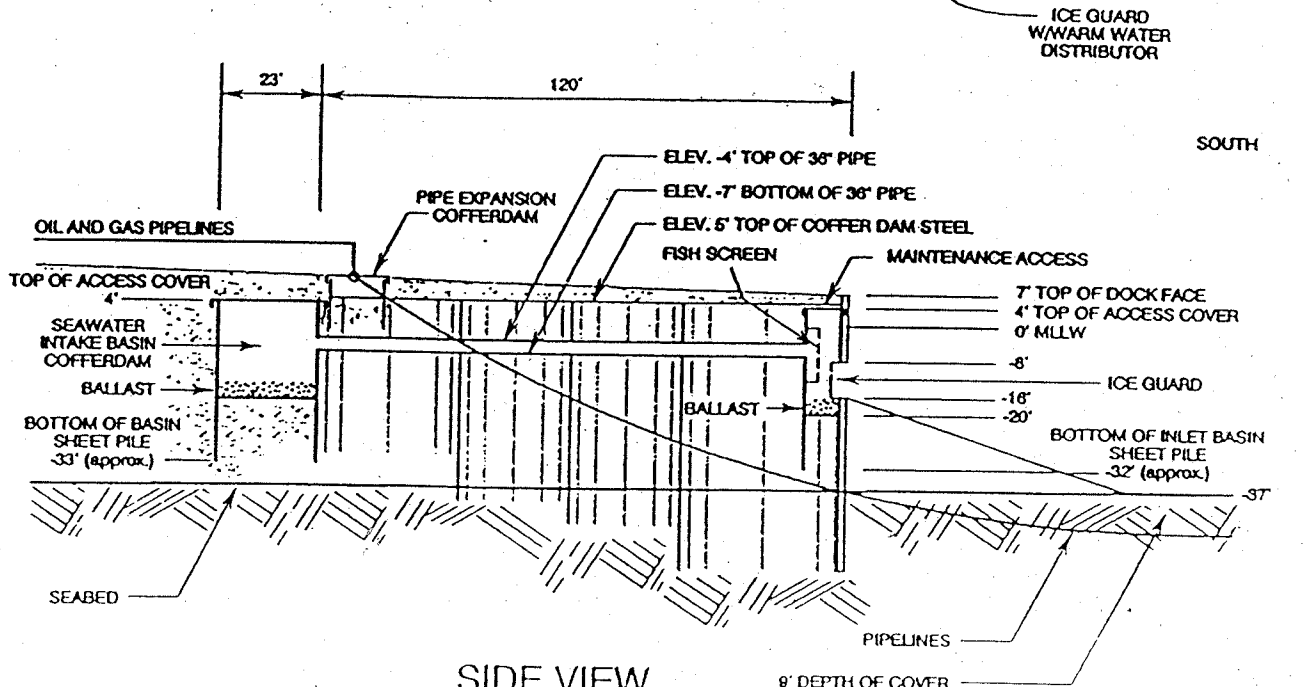 ICE GUARD
W/WARM WATER
DISTRIBUTOR
23'
120'
SOUTH
ELEV. -4' TOP OF 36" PIPE
ELEV. -7' BOTTOM OF 36" PIPE
ELEV. 5' TOP OF COFFER DAM STEEL
PIPE EXPANSION
COFFERDAM
OIL AND GAS PIPELINES
FISH SCREEN
MAINTENANCE ACCESS
TOP OF ACCESS COVER
4'
7' TOP OF DOCK FACE
4' TOP OF ACCESS COVER
0' MLLW
SEAWATER
INTAKE BASIN
COFFERDAM
-8'
ICE GUARD
BALLAST
BALLAST
-16'
-20'
BOTTOM OF BASIN
SHEET PILE
-33' (approx.)
BOTTOM OF INLET BASIN
SHEET PILE
-32' (approx.)
-37'
SEABED
PIPELINES
SIDE VIEW
9' DEPTH OF COVER